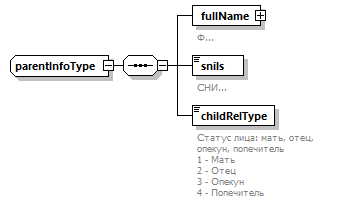 fullName
Ф...
parentInfoType
snils
СНИ...
childRelType
Статус лица: мать, отец,
опекун, попечитель
1 - Мать
2 - Отец
3 - Опекун
4 - Попечитель